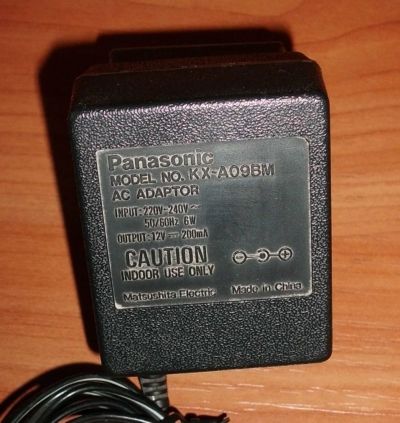 Panasonic
MODEL NO. KX-A09BM
AC ADAPTOR
INPUT:220V-240V ~
50/60Hz 6W
OUTPUT:12V ⎓ 200mA
CAUTION
INDOOR USE ONLY
Matsushita Electric Made in China